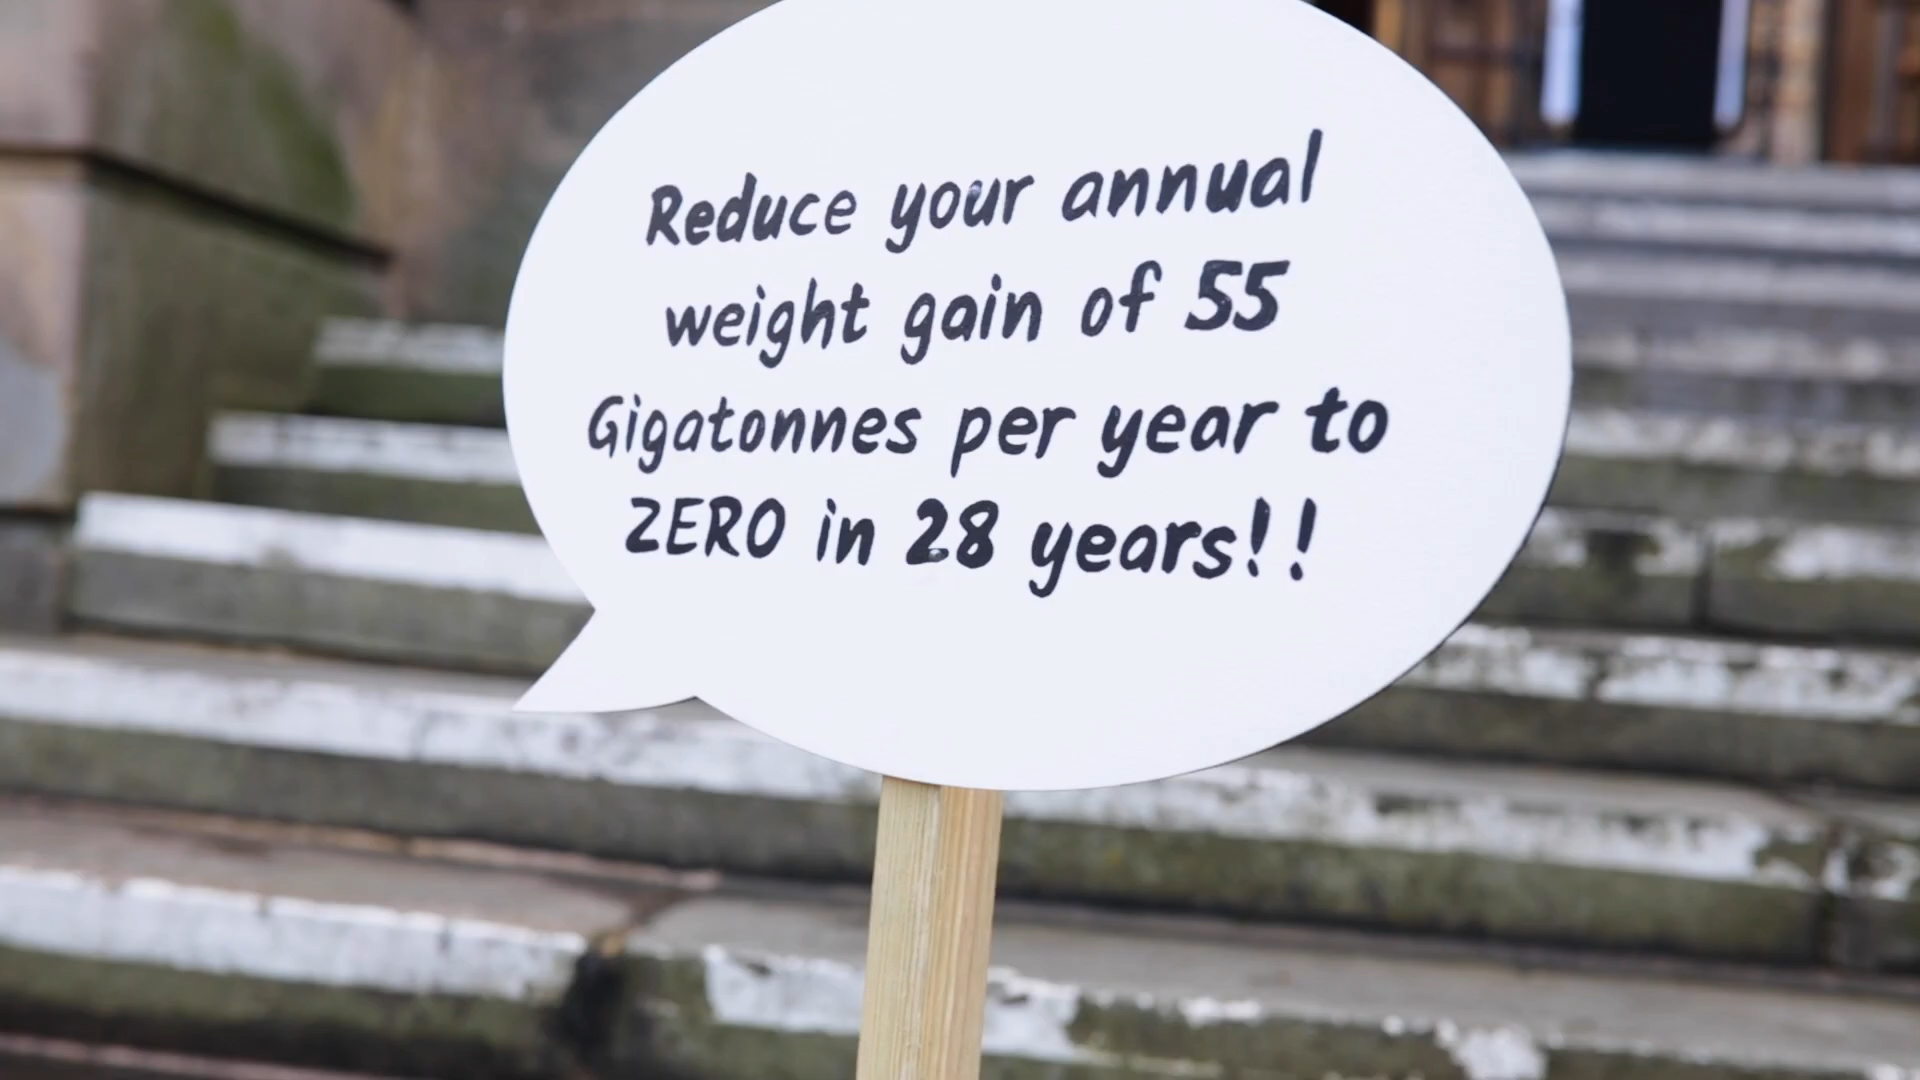 Reduce your annual
weight gain of 55
Gigatonnes per year to
ZERO in 28 years!!